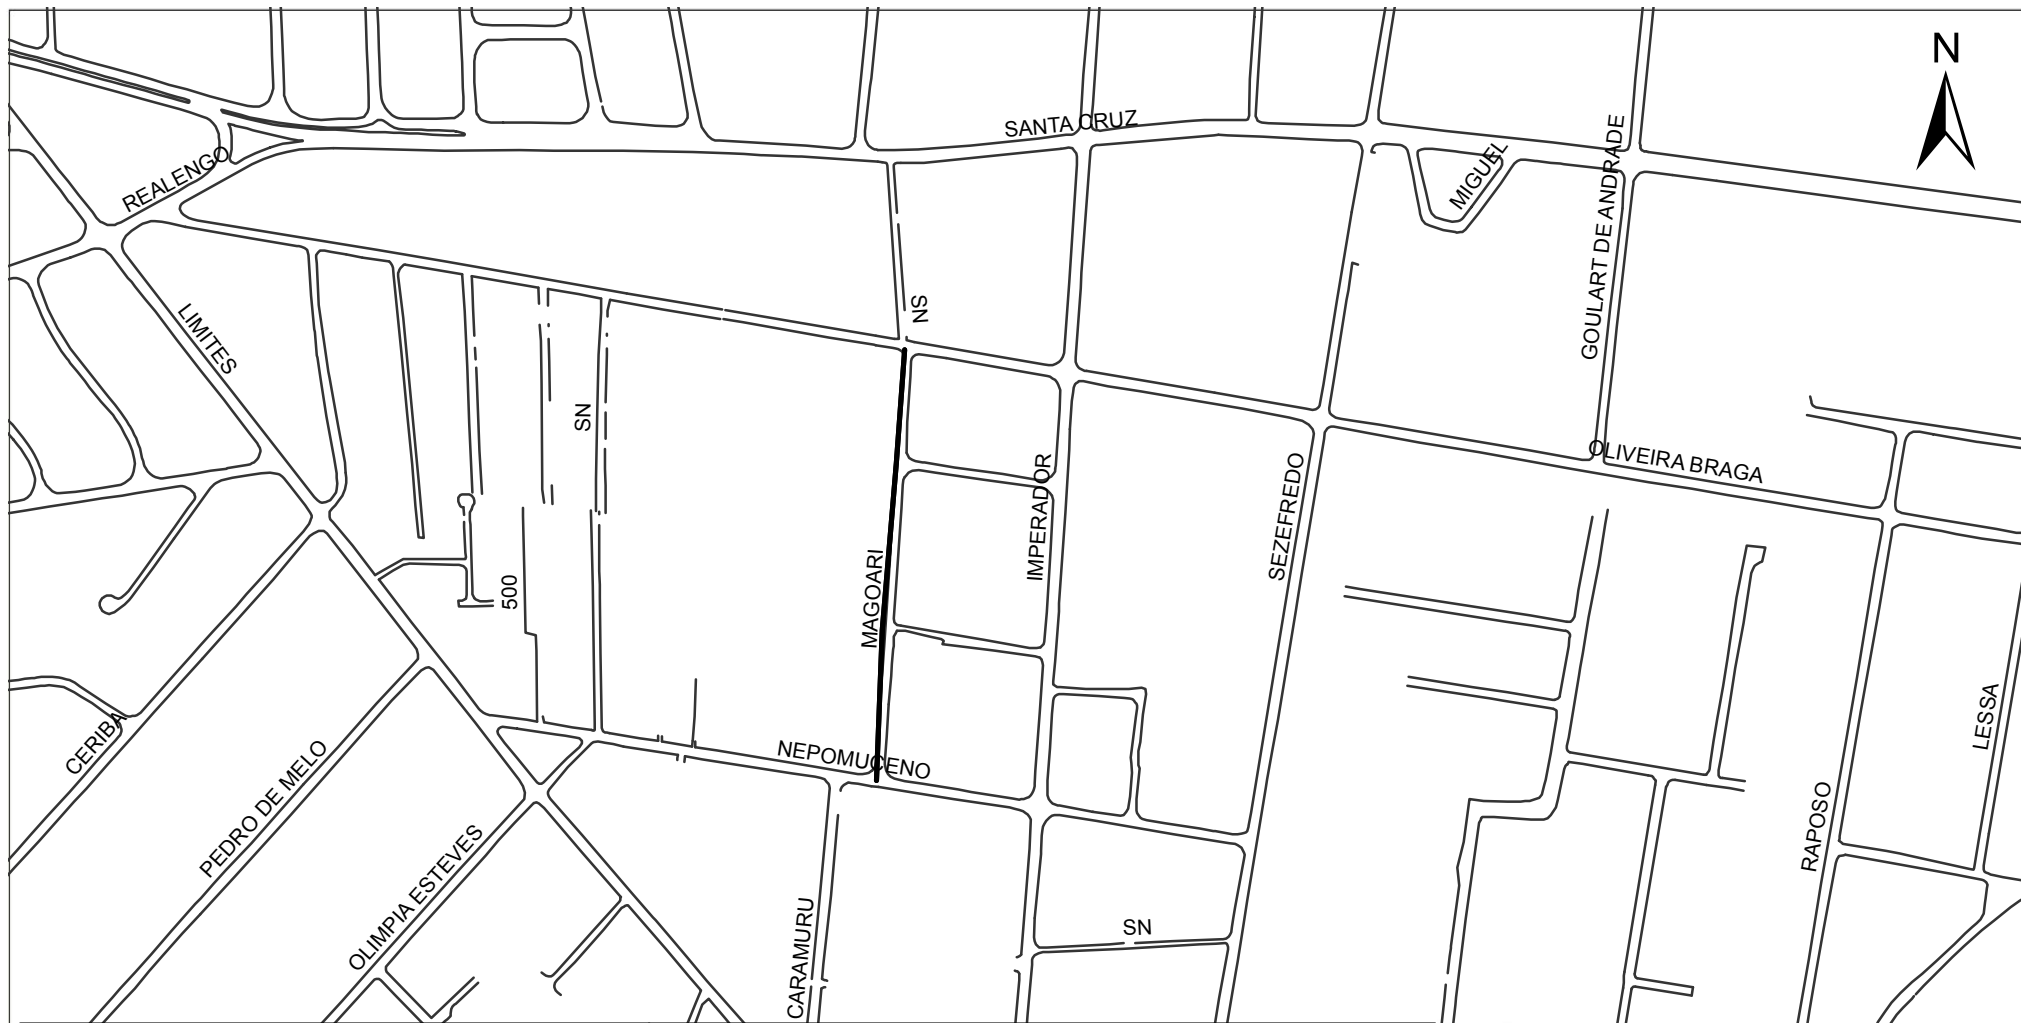 N
SANTA CRUZ
REALENGO
MIGUEL
GOULART DE ANDRADE
LIMITES
SN
SN
OLIVEIRA BRAGA
IMPERADOR
SEZEFREDO
MAGOARI
500
CERIBA
PEDRO DE MELO
NEPOMUCENO
LESSA
RAPOSO
OLIMPIA ESTEVES
CARAMURU
SN